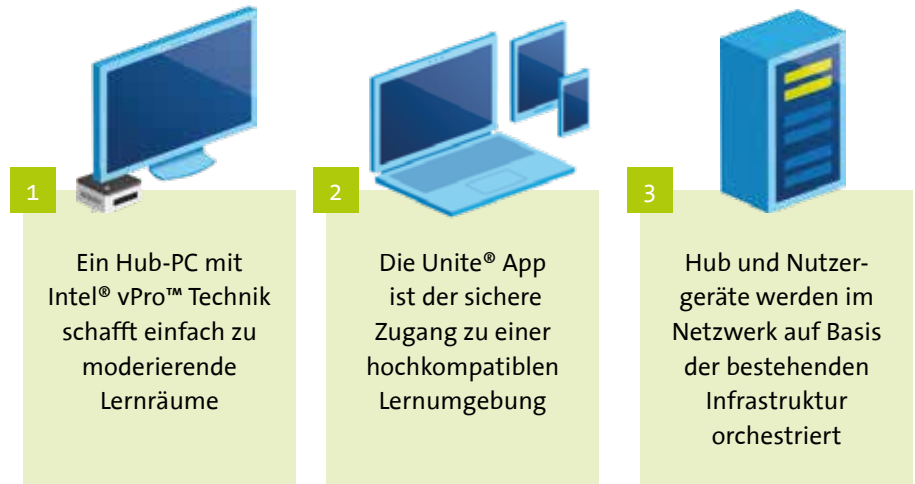 1
Ein Hub-PC mit
Intel® vPro™ Technik
schafft einfach zu
moderierende
Lernräume
2
Die Unite® App
ist der sichere
Zugang zu einer
hochkompatiblen
Lernumgebung
3
Hub und Nutzer-
geräte werden im
Netzwerk auf Basis
der bestehenden
Infrastruktur
orchestriert